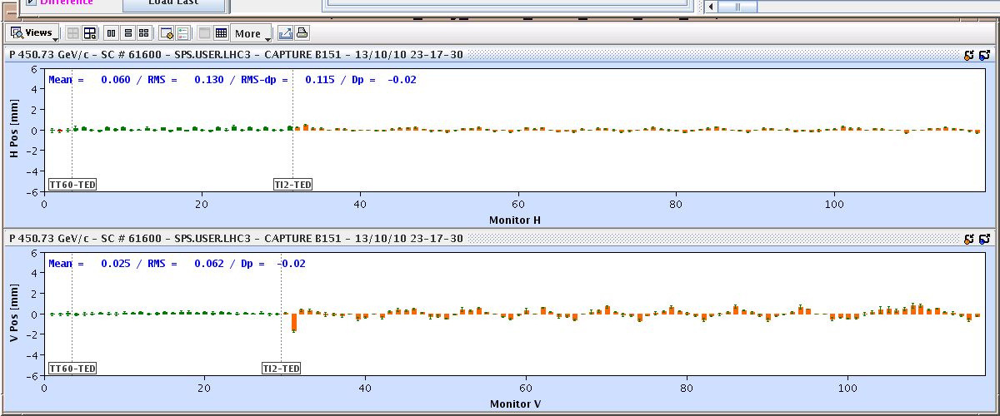 Difference Load Last
Views More
P 450.73 GeV/c - SC # 61600 - SPS.USER.LHC3 - CAPTURE B151 - 13/10/10 23-17-30
Mean = 0.060 / RMS = 0.130 / RMS-dp = 0.115 / Dp = -0.02
H Pos [mm]
6
4
2
0
-2
-4
-6
TT60-TED TI2-TED
0 20 40 60 80 100
Monitor H
P 450.73 GeV/c - SC # 61600 - SPS.USER.LHC3 - CAPTURE B151 - 13/10/10 23-17-30
Mean = 0.025 / RMS = 0.062 / Dp = -0.02
V Pos [mm]
6
4
2
0
-2
-4
-6
TT60-TED TI2-TED
0 20 40 60 80 100
Monitor V